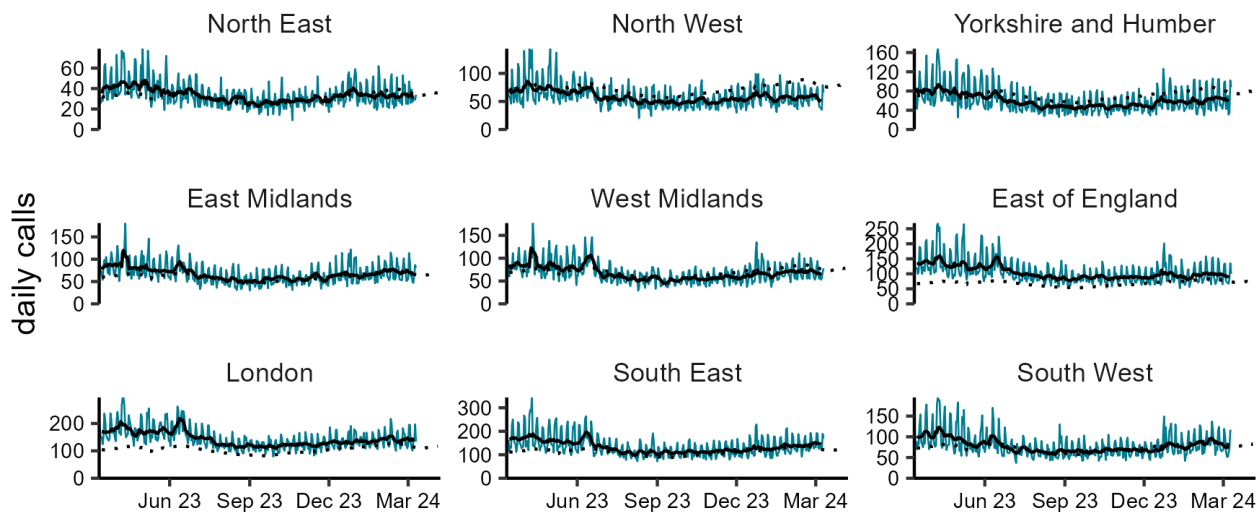 North East
North West
Yorkshire and Humber
60
40
20
0
100
50
0
160
120
80
40
0
daily calls
East Midlands
West Midlands
East of England
150
100
50
0
150
100
50
0
250
200
150
100
50
0
London
South East
South West
200
100
0
300
200
100
0
150
100
50
0
Jun 23 Sep 23 Dec 23 Mar 24
Jun 23 Sep 23 Dec 23 Mar 24
Jun 23 Sep 23 Dec 23 Mar 24